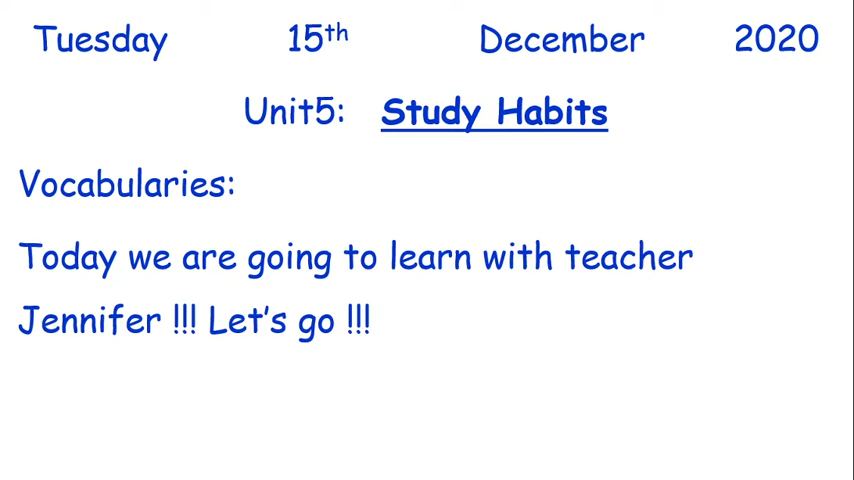 Tuesday 15th December 2020
Unit5: Study Habits
Vocabularies:
Today we are going to learn with teacher
Jennifer !!! Let's go !!!